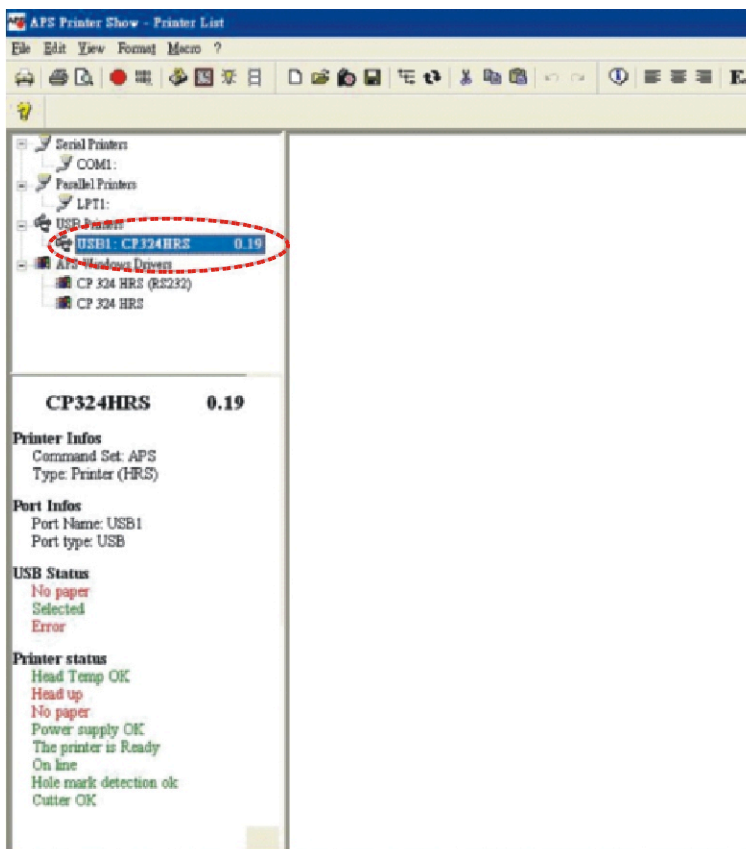 APS Printer Show - Printer List
File Edit View Format Macro ?
Serial Printers
COM1:
Parallel Printers
LPT1:
USB Printers
USB1: CP324HRS 0.19
APS Windows Drivers
CP 324 HRS (RS232)
CP 324 HRS
CP324HRS 0.19
Printer Infos
Command Set: APS
Type: Printer (HRS)
Port Infos
Port Name: USB1
Port type: USB
USB Status
No paper
Selected
Error
Printer status
Head Temp OK
Head up
No paper
Power supply OK
The printer is Ready
On line
Hole mark detection ok
Cutter OK